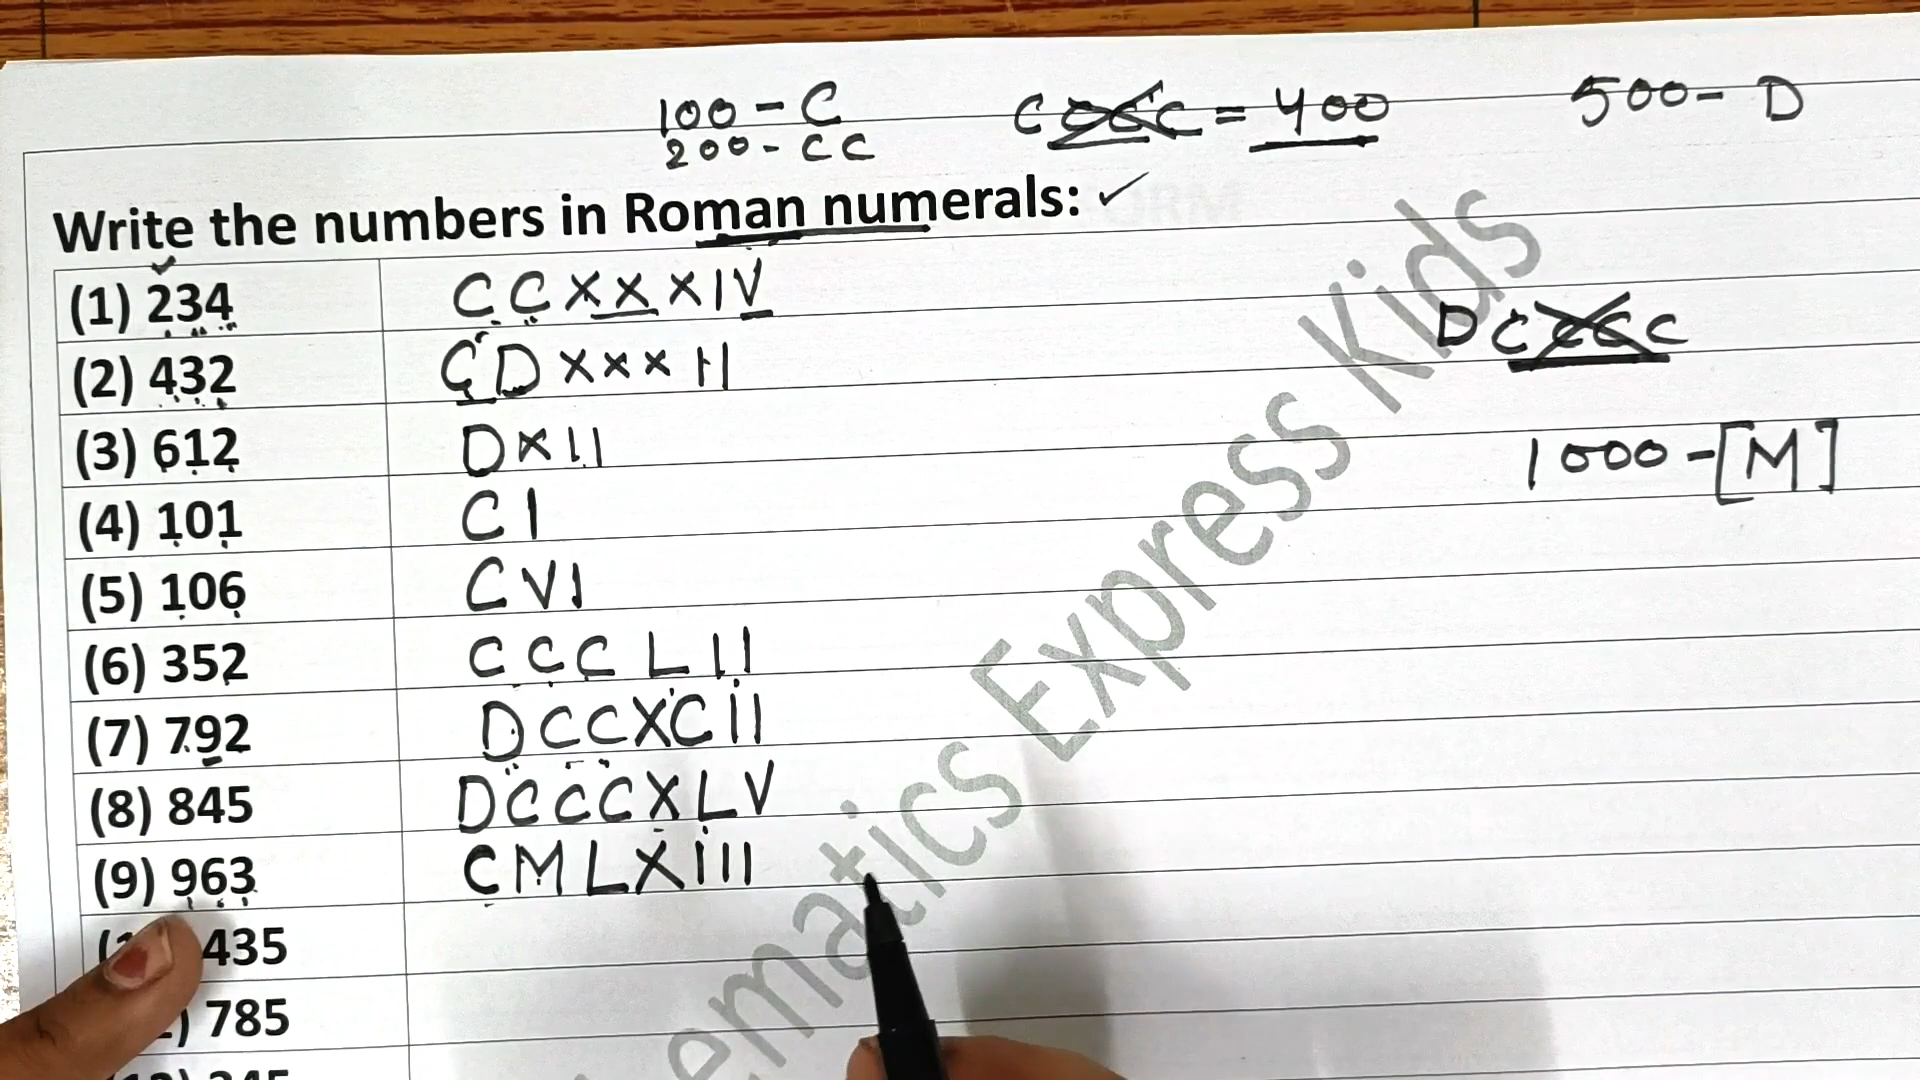 100 - C
200 - CC
C CCC = 400
500 - D
Write the numbers in Roman numerals: ✓
(1) 234 CCXXXIV
(2) 432 CDXXXII
DCCCC
(3) 612 DXII
1000 - [M]
(4) 101 CI
(5) 106 CVI
(6) 352 CCCLII
(7) 792 DCCXCII
(8) 845 DCCCXLV
(9) 963 CMLXIII
435
) 785
ematics Express Kids